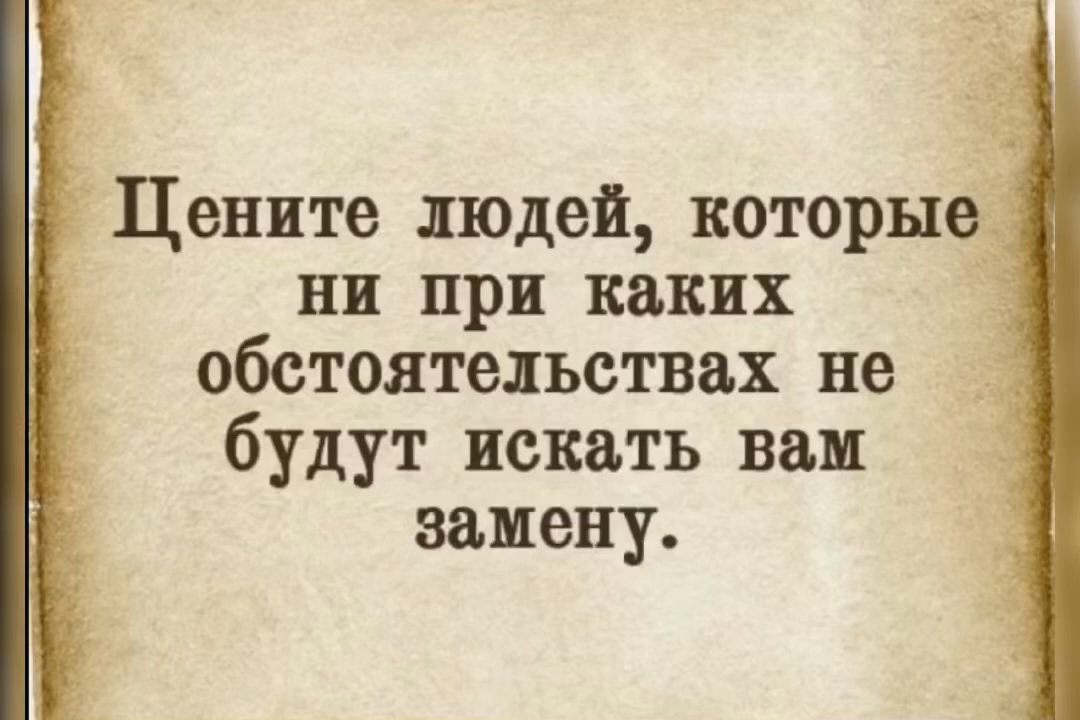 Цените людей, которые
ни при каких
обстоятельствах не
будут искать вам
замену.